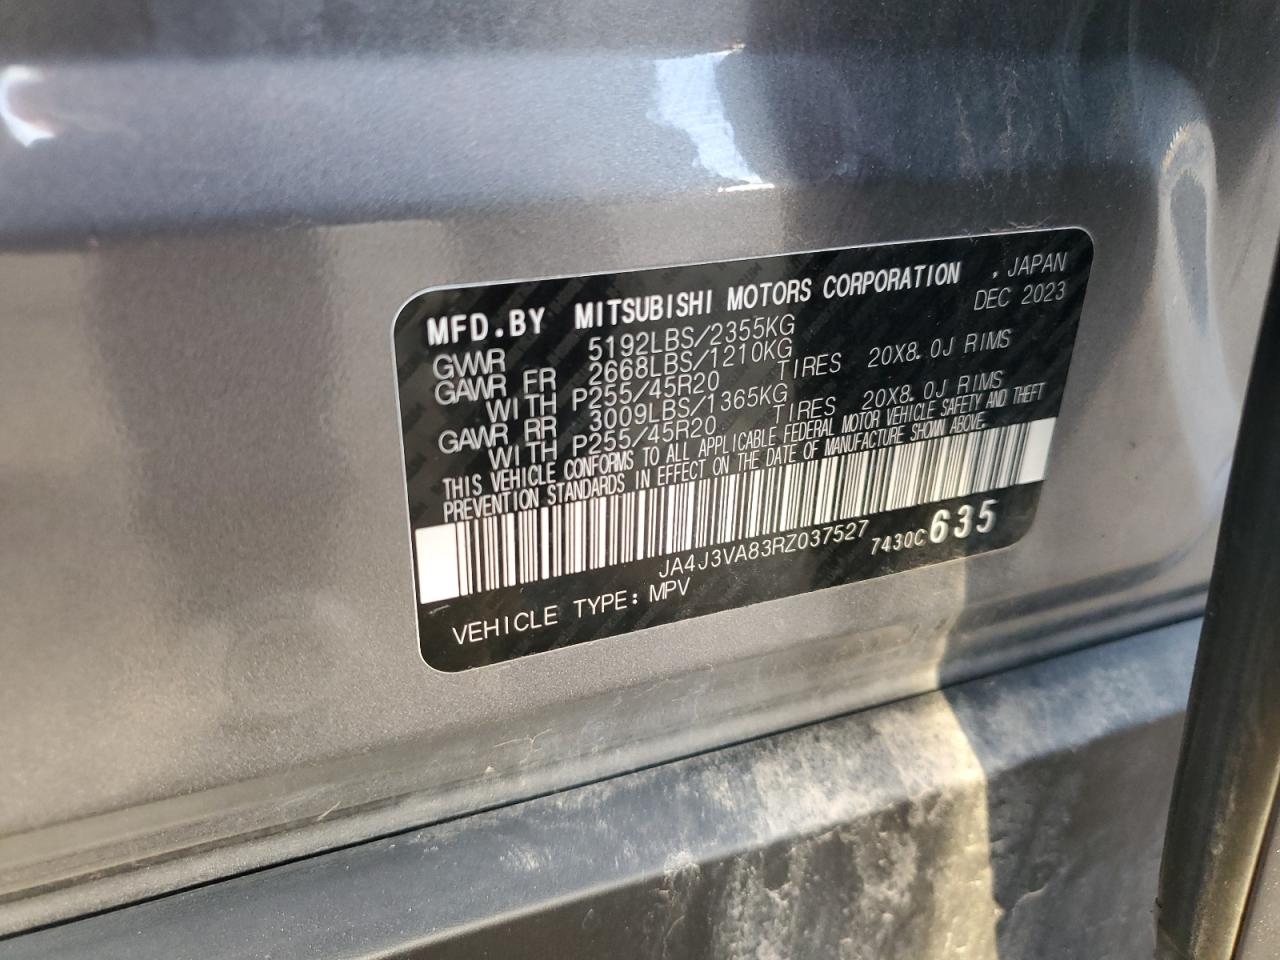 MFD.BY MITSUBISHI MOTORS CORPORATION , JAPAN
DEC 2023
GVWR 5192LBS/2355KG
GAWR FR 2668LBS/1210KG
WITH P255/45R20 TIRES 20X8.0J RIMS
GAWR RR 3009LBS/1365KG
WITH P255/45R20 TIRES 20X8.0J RIMS
THIS VEHICLE CONFORMS TO ALL APPLICABLE FEDERAL MOTOR VEHICLE SAFETY AND THEFT
PREVENTION STANDARDS IN EFFECT ON THE DATE OF MANUFACTURE SHOWN ABOVE.
JA4J3VA83RZ037527 7430C635
VEHICLE TYPE: MPV